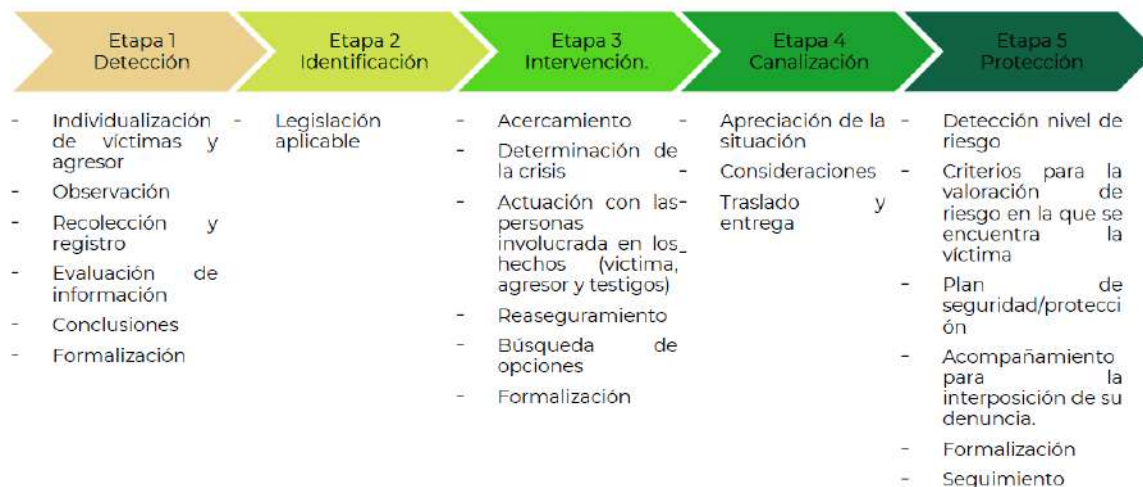 Etapa 1
Detección
Etapa 2
Identificación
Etapa 3
Intervención.
Etapa 4
Canalización
Etapa 5
Protección
- Individualización
de víctimas y
agresor
- Observación
- Recolección y
registro
- Evaluación de
información
- Conclusiones
- Formalización
- Legislación
aplicable
- Acercamiento
- Determinación de
la crisis
- Actuación con las
personas
involucrada en los
hechos (victima,
agresor y testigos)
- Reaseguramiento
- Búsqueda de
opciones
- Formalización
- Apreciación de la
situación
- Consideraciones
- Traslado y
entrega
-
- Detección nivel de
riesgo
- Criterios para la
valoración de
riesgo en la que se
encuentra la
víctima
- Plan de
seguridad/protecci
ón
- Acompañamiento
para la
interposición de su
denuncia.
- Formalización
- Seguimiento